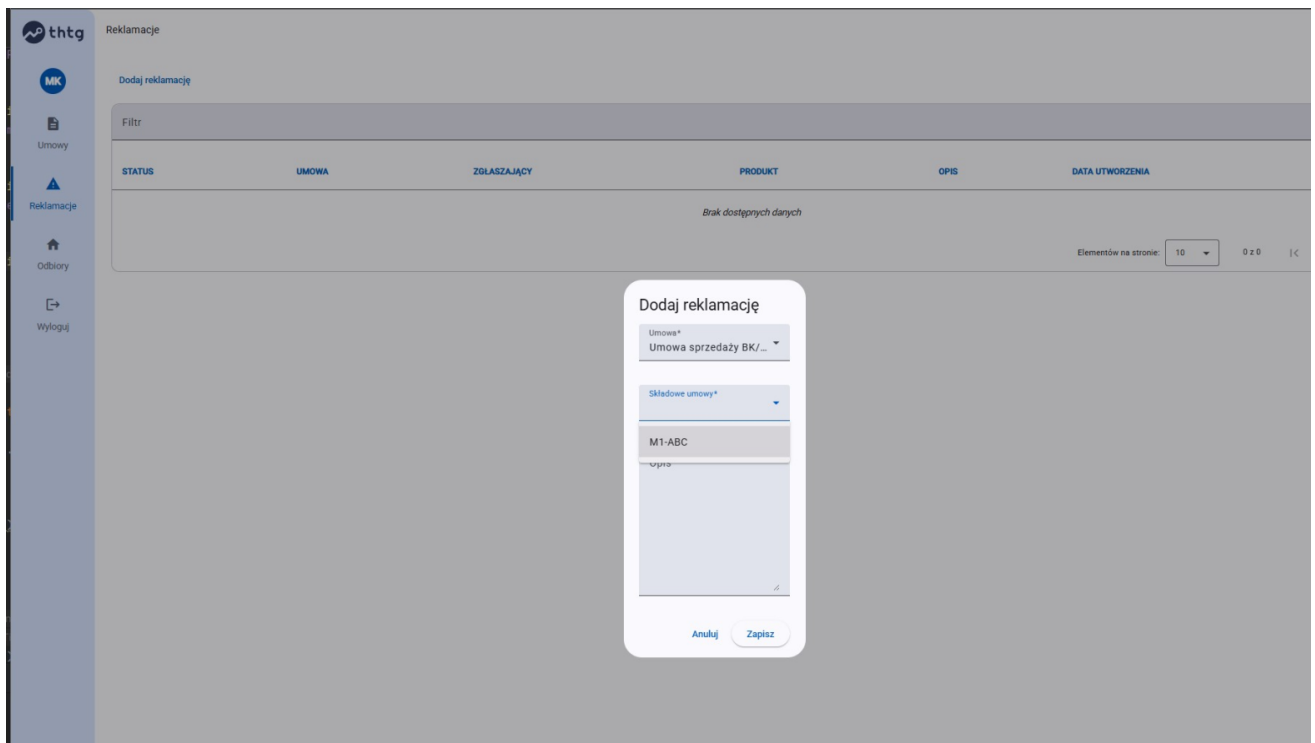 thtg
Reklamacje
MK
Dodaj reklamację
Umowy
Filtr
STATUS UMOWA ZGŁASZAJĄCY PRODUKT OPIS DATA UTWORZENIA
Reklamacje
Brak dostępnych danych
Odbiory
Elementów na stronie: 10 0 z 0
Wyloguj
Dodaj reklamację
Umowa*
Umowa sprzedaży BK/...
Składowe umowy*
M1-ABC
Opis
Anuluj Zapisz